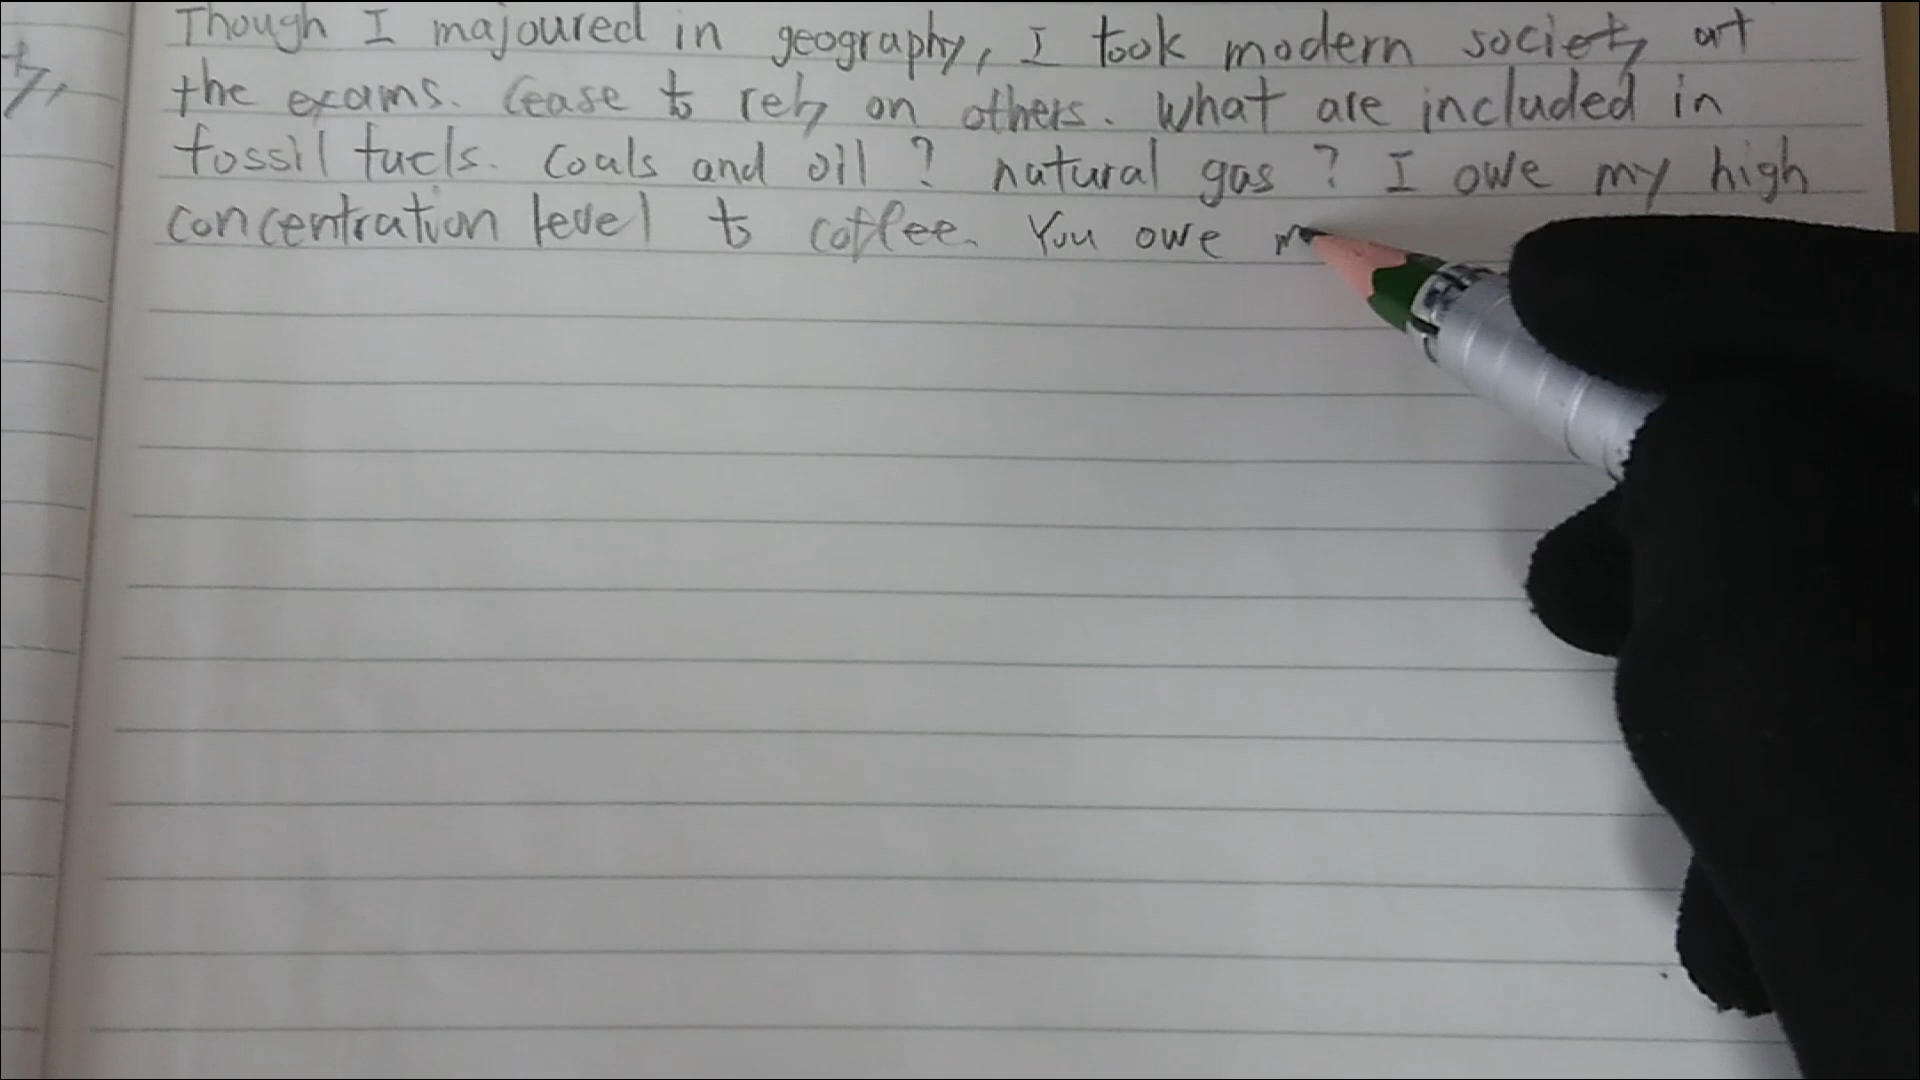 Though I majoured in geography, I took modern society art
the exams. Cease to rely on others. What are included in
fossil fuels. Coals and oil? natural gas? I owe my high
concentration level to coffee. You owe